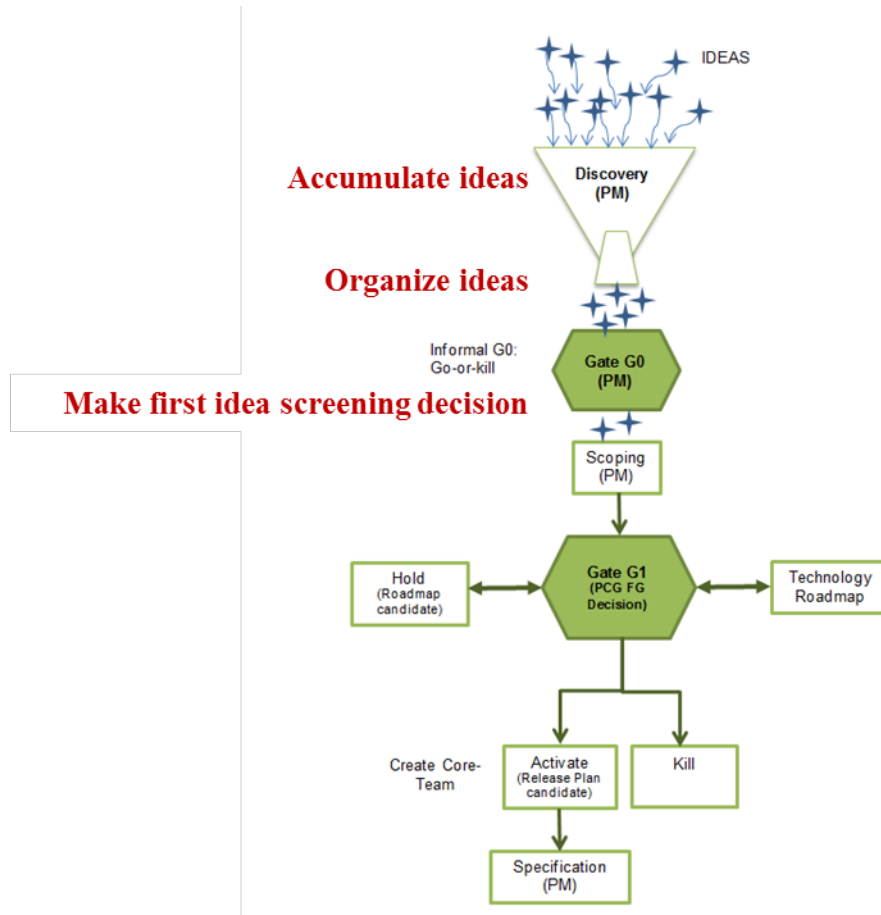 IDEAS
Accumulate ideas
Discovery
(PM)
Organize ideas
Informal G0:
Go-or-kill
Gate G0
(PM)
Make first idea screening decision
Scoping
(PM)
Hold
(Roadmap
candidate)
Gate G1
(PCG FG
Decision)
Technology
Roadmap
Create Core-
Team
Activate
(Release Plan
candidate)
Kill
Specification
(PM)